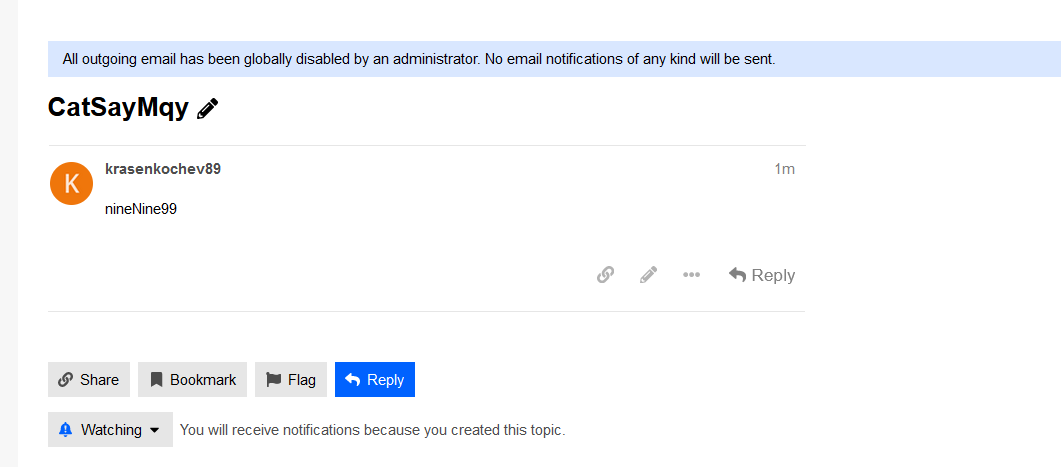 All outgoing email has been globally disabled by an administrator. No email notifications of any kind will be sent.
CatSayMqy
K
krasenkochev89
1m
nineNine99
Reply
Share
Bookmark
Flag
Reply
Watching
You will receive notifications because you created this topic.